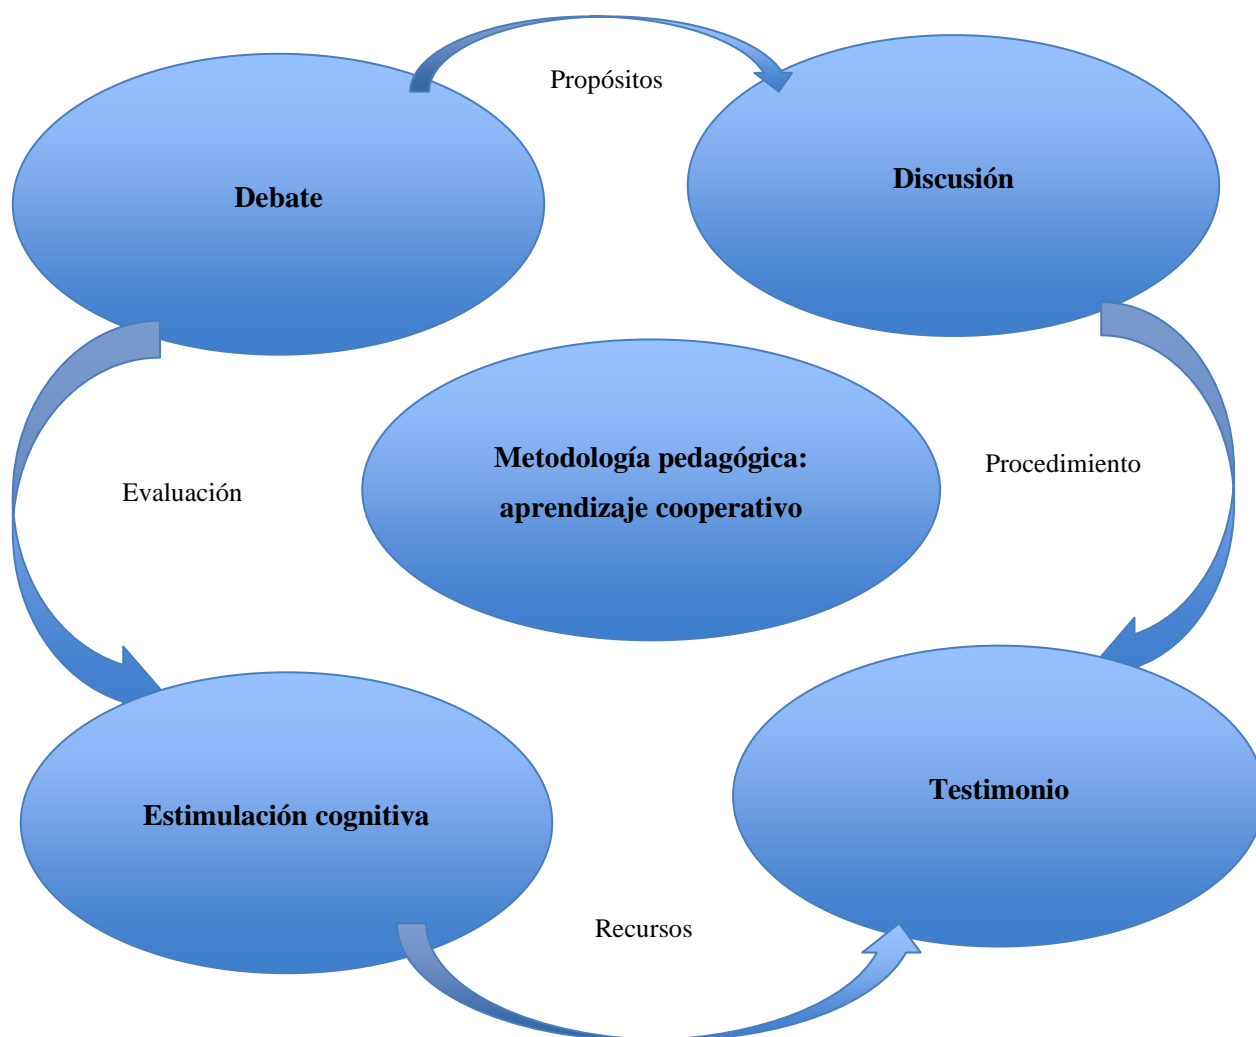 Propósitos
Debate
Discusión
Metodología pedagógica:
aprendizaje cooperativo
Procedimiento
Evaluación
Estimulación cognitiva
Testimonio
Recursos